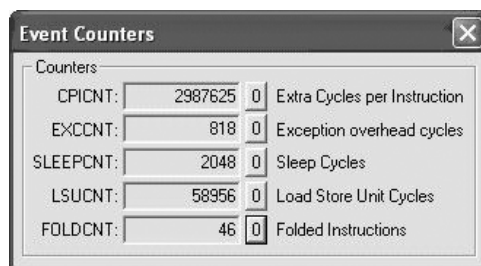 Event Counters
Counters
CPICNT: 2987625 0 Extra Cycles per Instruction
EXCCNT: 818 0 Exception overhead cycles
SLEEPCNT: 2048 0 Sleep Cycles
LSUCNT: 58956 0 Load Store Unit Cycles
FOLDCNT: 46 0 Folded Instructions